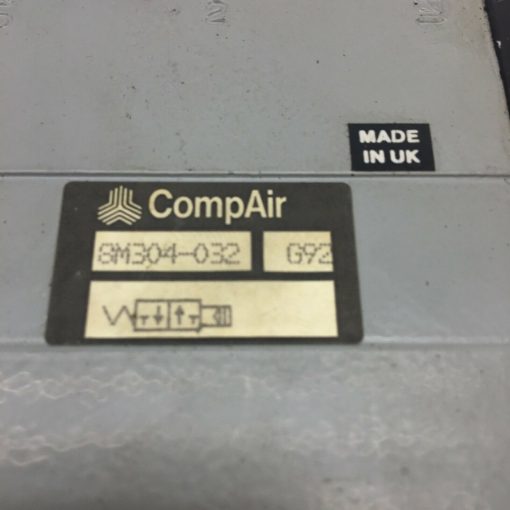 MADE
IN UK
CompAir
8M304-032 G92